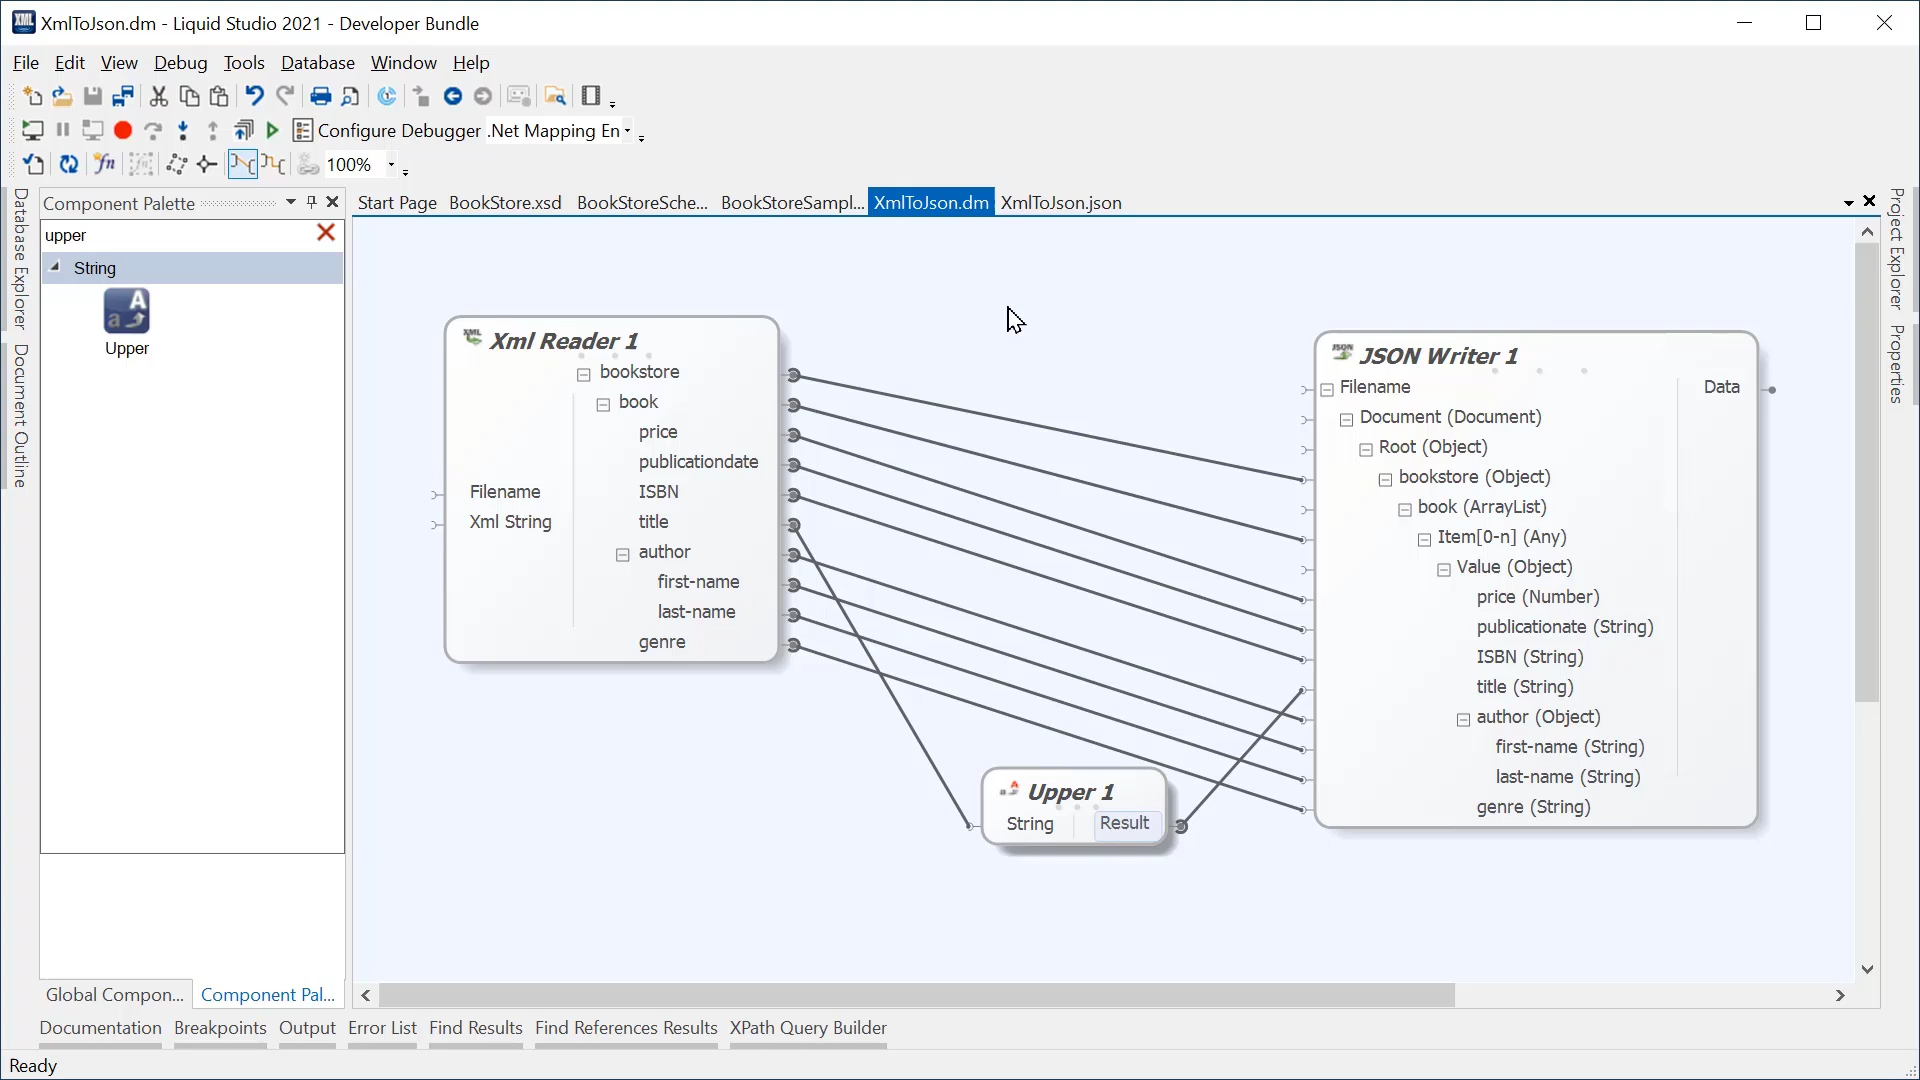 XmlToJson.dm - Liquid Studio 2021 - Developer Bundle
File Edit View Debug Tools Database Window Help
Configure Debugger .Net Mapping En
fn 100%
Database Explorer
Document Outline
Component Palette
upper
String
Upper
Global Compon... Component Pal...
Start Page BookStore.xsd BookStoreSche... BookStoreSampl... XmlToJson.dm XmlToJson.json
Xml Reader 1
bookstore
book
price
publicationdate
Filename ISBN
Xml String title
author
first-name
last-name
genre
Upper 1
String Result
JSON Writer 1
Filename Data
Document (Document)
Root (Object)
bookstore (Object)
book (ArrayList)
Item[0-n] (Any)
Value (Object)
price (Number)
publicationate (String)
ISBN (String)
title (String)
author (Object)
first-name (String)
last-name (String)
genre (String)
Project Explorer
Properties
Documentation Breakpoints Output Error List Find Results Find References Results XPath Query Builder
Ready